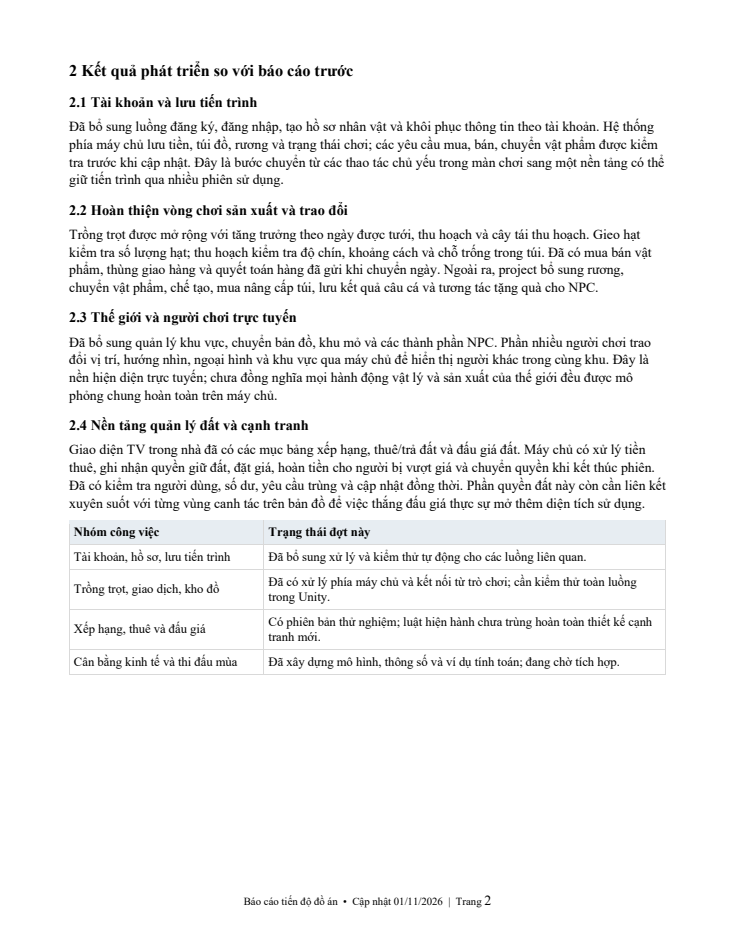 2 Kết quả phát triển so với báo cáo trước
2.1 Tài khoản và lưu tiến trình
Đã bổ sung luồng đăng ký, đăng nhập, tạo hồ sơ nhân vật và khôi phục thông tin theo tài khoản. Hệ thống
phía máy chủ lưu tiền, túi đồ, rương và trạng thái chơi; các yêu cầu mua, bán, chuyển vật phẩm được kiểm
tra trước khi cập nhật. Đây là bước chuyển từ các thao tác chủ yếu trong màn chơi sang một nền tảng có thể
giữ tiến trình qua nhiều phiên sử dụng.
2.2 Hoàn thiện vòng chơi sản xuất và trao đổi
Trồng trọt được mở rộng với tăng trưởng theo ngày được tưới, thu hoạch và cây tái thu hoạch. Gieo hạt
kiểm tra số lượng hạt; thu hoạch kiểm tra độ chín, khoảng cách và chỗ trống trong túi. Đã có mua bán vật
phẩm, thùng giao hàng và quyết toán hàng đã gửi khi chuyển ngày. Ngoài ra, project bổ sung rương,
chuyển vật phẩm, chế tạo, mua nâng cấp túi, lưu kết quả câu cá và tương tác tặng quà cho NPC.
2.3 Thế giới và người chơi trực tuyến
Đã bổ sung quản lý khu vực, chuyển bản đồ, khu mỏ và các thành phần NPC. Phần nhiều người chơi trao
đổi vị trí, hướng nhìn, ngoại hình và khu vực qua máy chủ để hiển thị người khác trong cùng khu. Đây là
nền hiện diện trực tuyến; chưa đồng nghĩa mọi hành động vật lý và sản xuất của thế giới đều được mô
phỏng chung hoàn toàn trên máy chủ.
2.4 Nền tảng quản lý đất và cạnh tranh
Giao diện TV trong nhà đã có các mục bảng xếp hạng, thuê/trả đất và đấu giá đất. Máy chủ có xử lý tiền
thuê, ghi nhận quyền giữ đất, đặt giá, hoàn tiền cho người bị vượt giá và chuyển quyền khi kết thúc phiên.
Đã có kiểm tra người dùng, số dư, yêu cầu trùng và cập nhật đồng thời. Phần quyền đất này còn cần liên kết
xuyên suốt với từng vùng canh tác trên bản đồ để việc thắng đấu giá thực sự mở thêm diện tích sử dụng.
Nhóm công việc Trạng thái đợt này
Tài khoản, hồ sơ, lưu tiến trình Đã bổ sung xử lý và kiểm thử tự động cho các luồng liên quan.
Trồng trọt, giao dịch, kho đồ Đã có xử lý phía máy chủ và kết nối từ trò chơi; cần kiểm thử toàn luồng
trong Unity.
Xếp hạng, thuê và đấu giá Có phiên bản thử nghiệm; luật hiện hành chưa trùng hoàn toàn thiết kế cạnh
tranh mới.
Cân bằng kinh tế và thi đấu mùa Đã xây dựng mô hình, thông số và ví dụ tính toán; đang chờ tích hợp.
Báo cáo tiến độ đồ án • Cập nhật 01/11/2026 | Trang 2